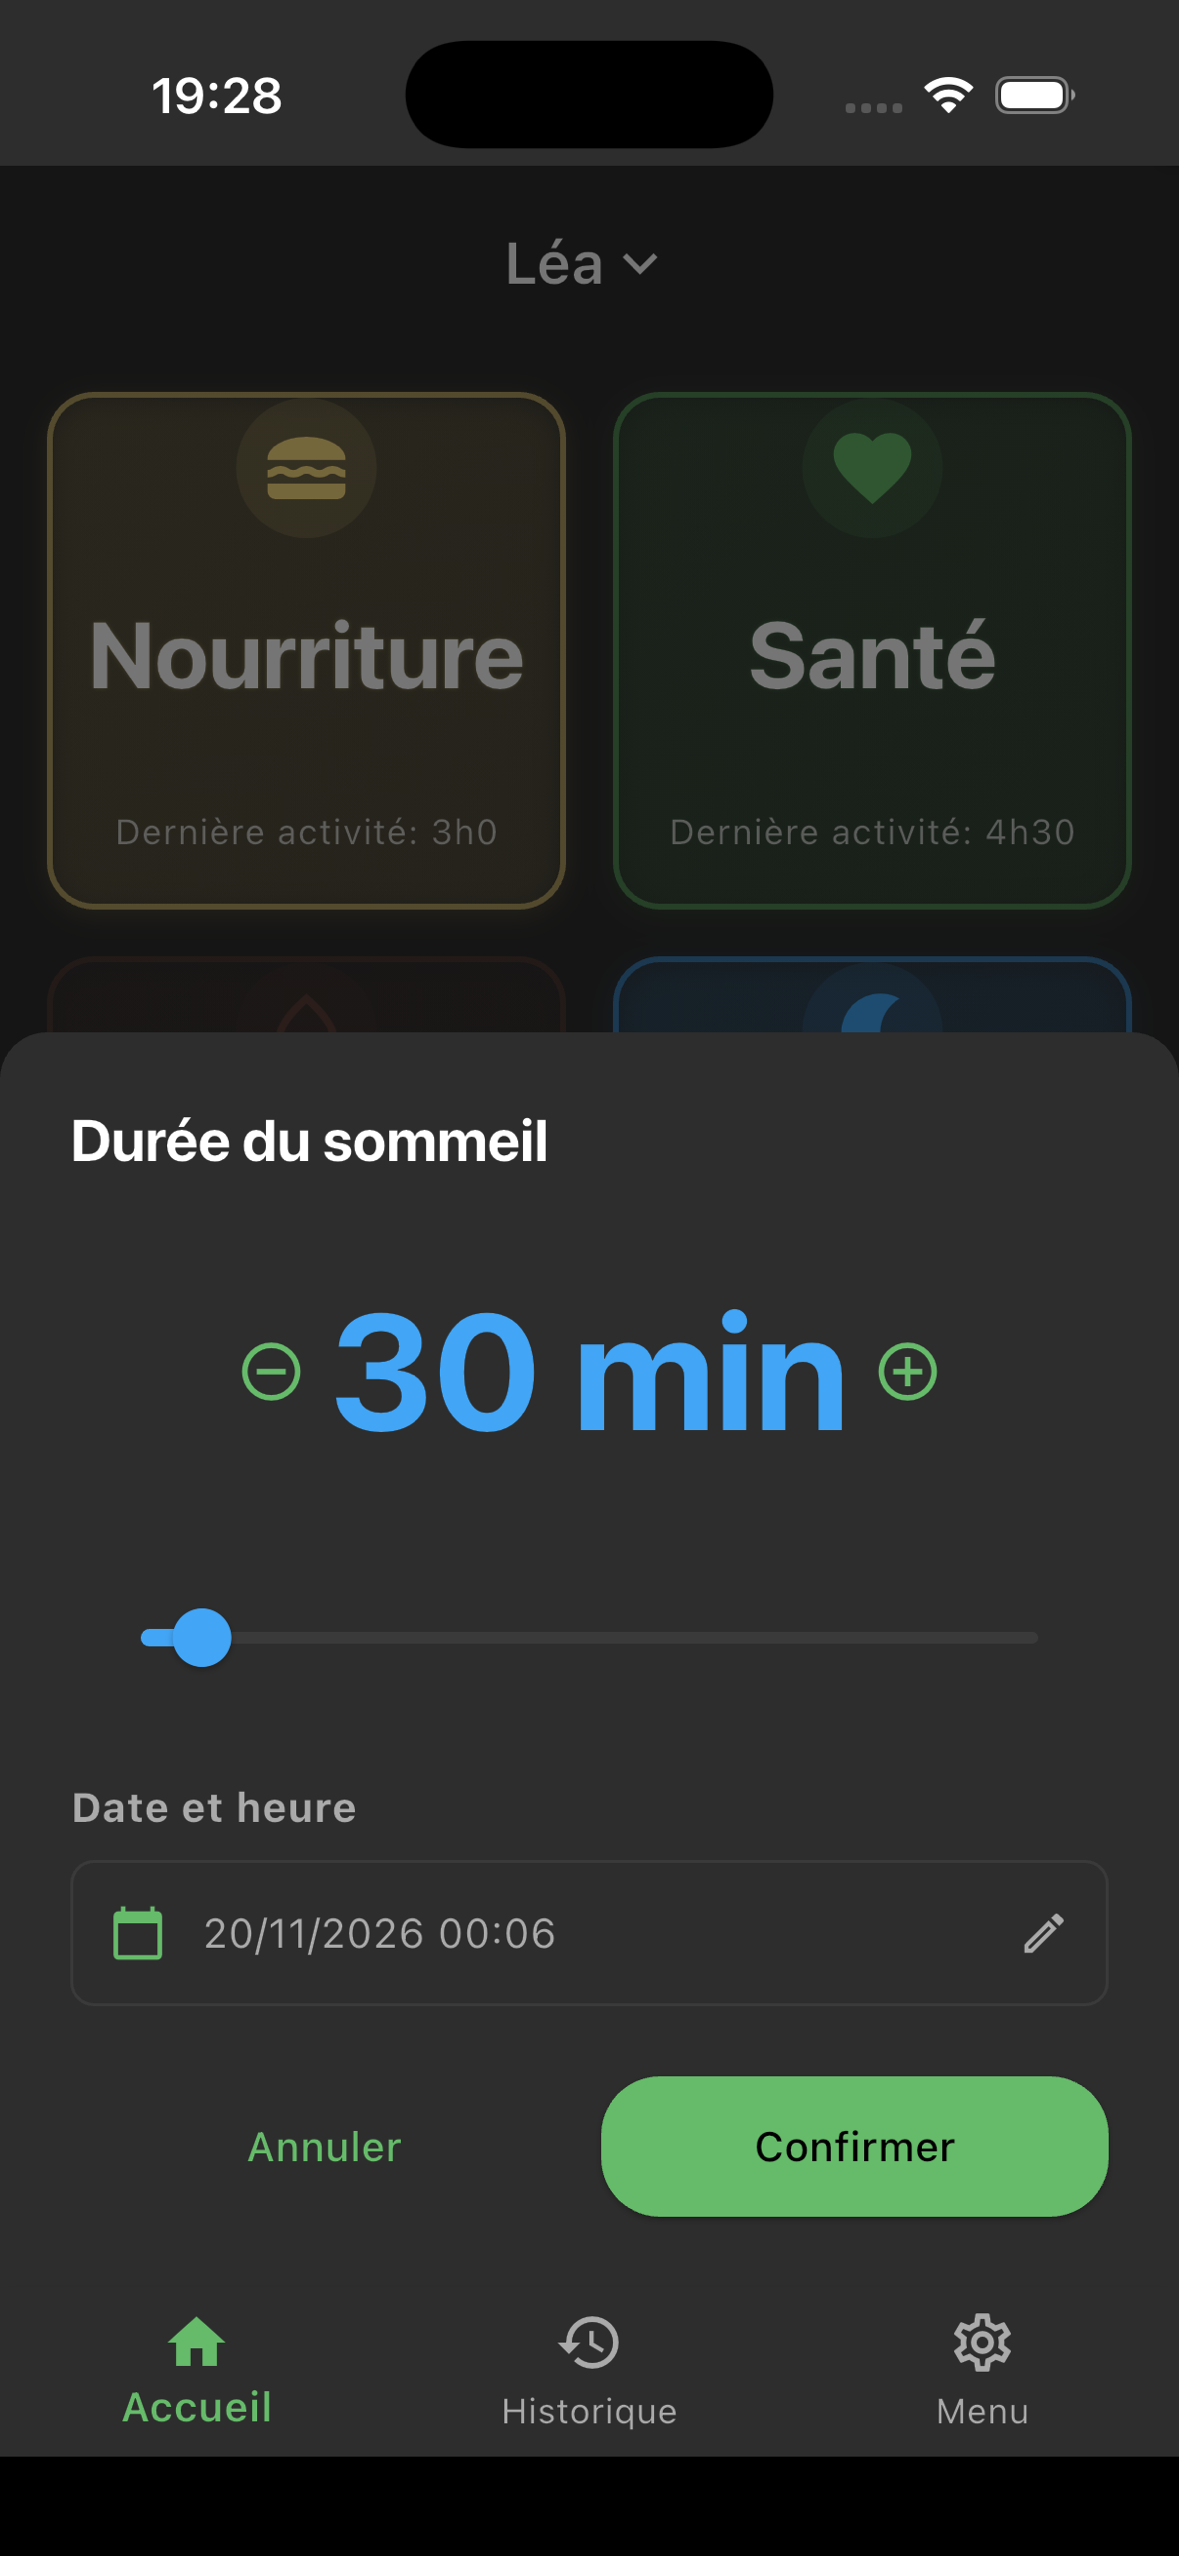 19:28
Léa
Nourriture
Santé
Dernière activité: 3h0
Dernière activité: 4h30
Durée du sommeil
30 min
Date et heure
20/11/2026 00:06
Annuler
Confirmer
Accueil
Historique
Menu